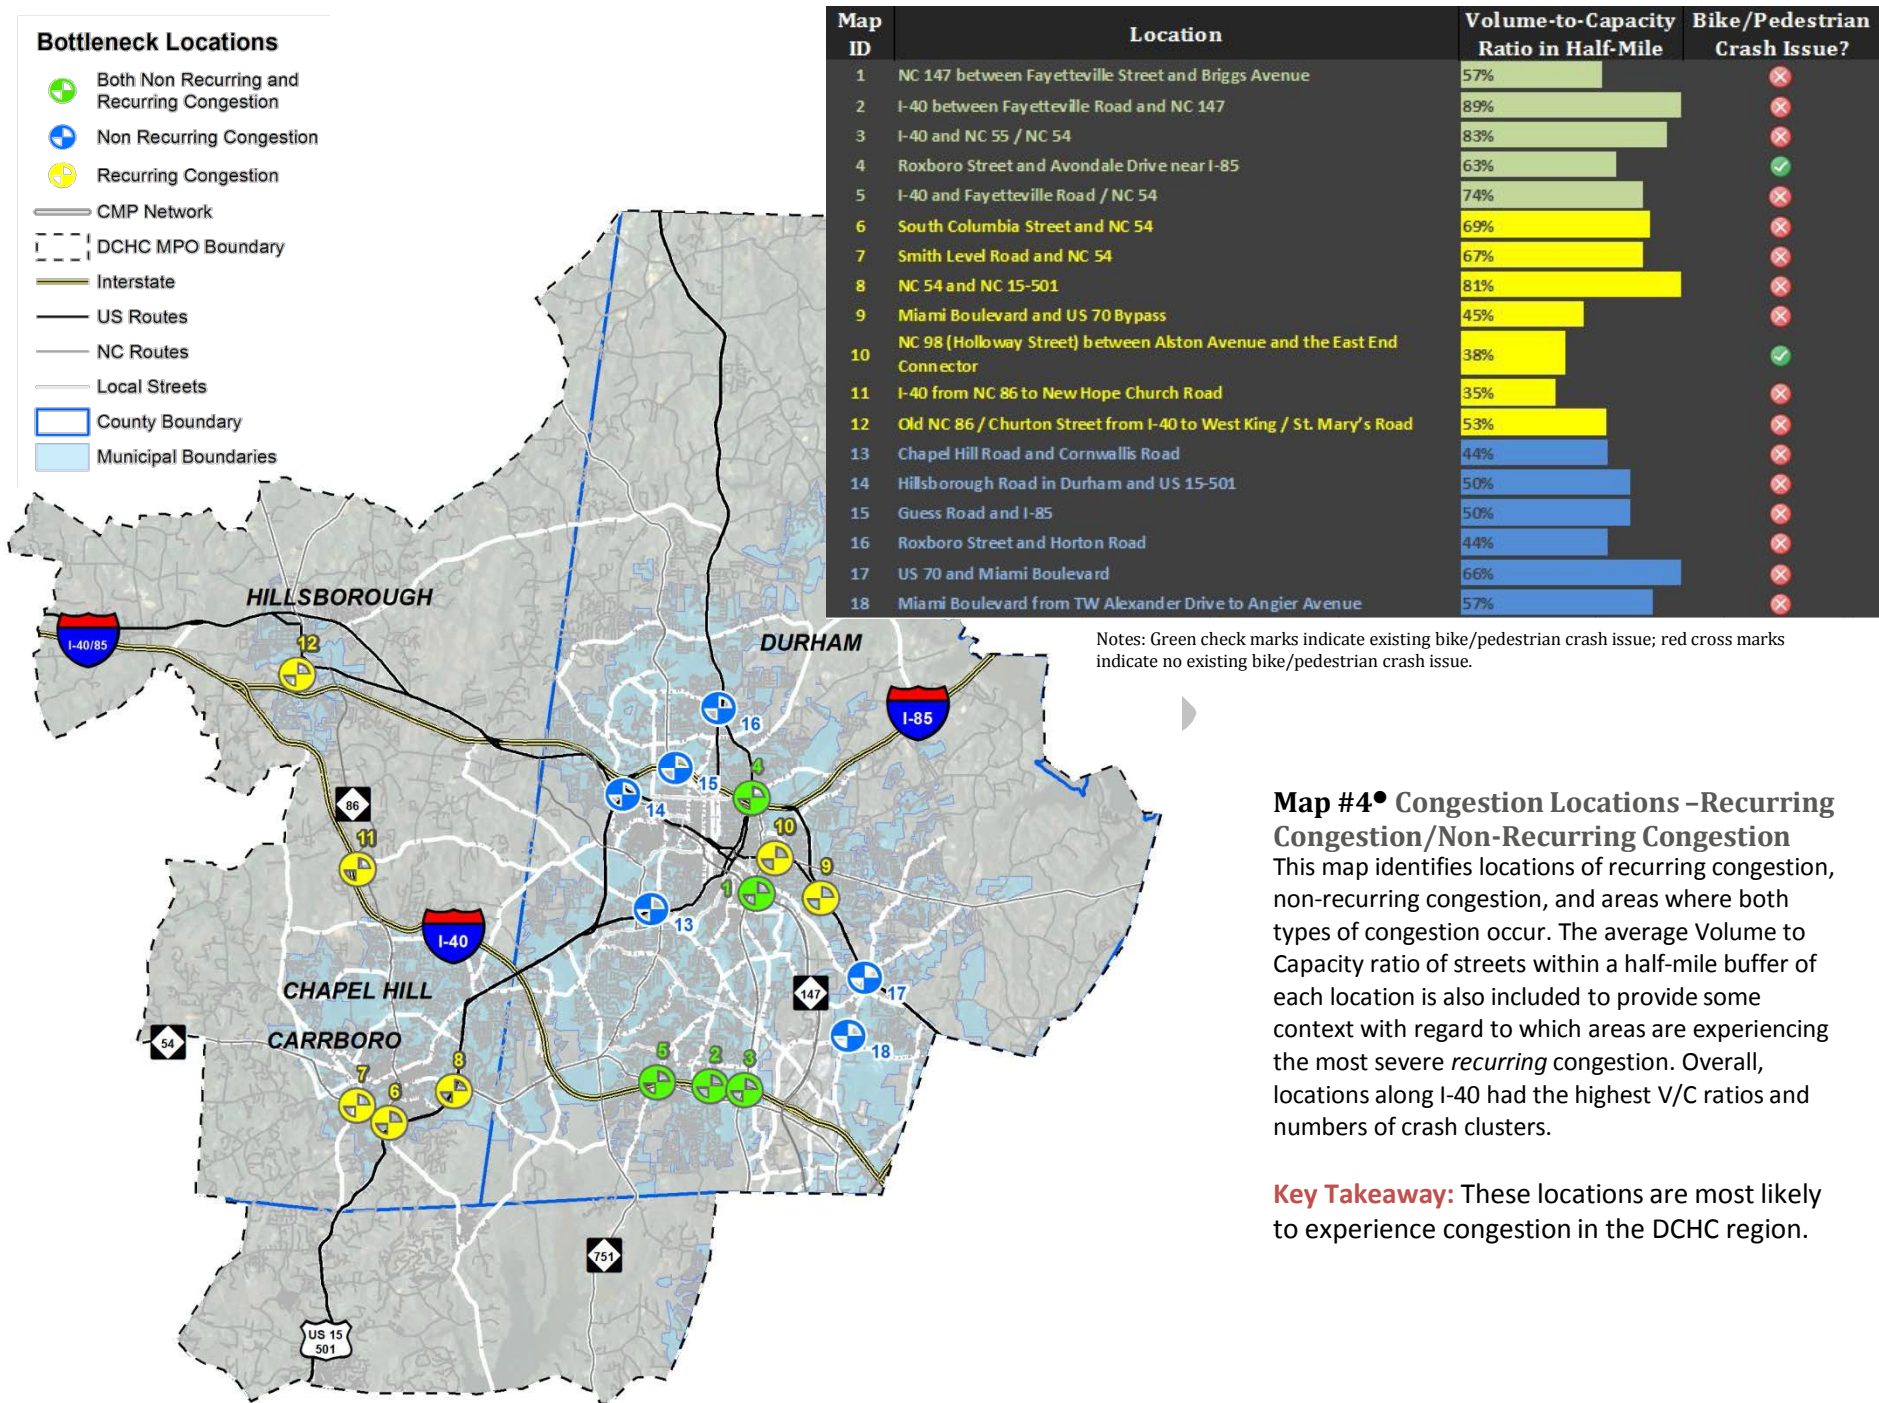 Bottleneck Locations
Both Non Recurring and
Recurring Congestion
Non Recurring Congestion
Recurring Congestion
CMP Network
DCHC MPO Boundary
Interstate
US Routes
NC Routes
Local Streets
County Boundary
Municipal Boundaries
Map ID Location Volume-to-Capacity Ratio in Half-Mile Bike/Pedestrian Crash Issue?
1 NC 147 between Fayetteville Street and Briggs Avenue 57%
2 I-40 between Fayetteville Road and NC 147 89%
3 I-40 and NC 55 / NC 54 83%
4 Roxboro Street and Avondale Drive near I-85 63%
5 I-40 and Fayetteville Road / NC 54 74%
6 South Columbia Street and NC 54 69%
7 Smith Level Road and NC 54 67%
8 NC 54 and NC 15-501 81%
9 Miami Boulevard and US 70 Bypass 45%
10 NC 98 (Holloway Street) between Alston Avenue and the East End
Connector 38%
11 I-40 from NC 86 to New Hope Church Road 35%
12 Old NC 86 / Churton Street from I-40 to West King / St. Mary's Road 53%
13 Chapel Hill Road and Cornwallis Road 44%
14 Hillsborough Road in Durham and US 15-501 50%
15 Guess Road and I-85 50%
16 Roxboro Street and Horton Road 44%
17 US 70 and Miami Boulevard 66%
18 Miami Boulevard from TW Alexander Drive to Angier Avenue 57%
Notes: Green check marks indicate existing bike/pedestrian crash issue; red cross marks
indicate no existing bike/pedestrian crash issue.
HILLSBOROUGH
DURHAM
I-40/85
12
16
I-85
15
4
14
86
10
11
9
1
13
I-40
CHAPEL HILL
147
17
54
CARRBORO
18
5
2
3
8
7
6
751
US 15
501
Map #4• Congestion Locations –Recurring
Congestion/Non-Recurring Congestion
This map identifies locations of recurring congestion,
non-recurring congestion, and areas where both
types of congestion occur. The average Volume to
Capacity ratio of streets within a half-mile buffer of
each location is also included to provide some
context with regard to which areas are experiencing
the most severe recurring congestion. Overall,
locations along I-40 had the highest V/C ratios and
numbers of crash clusters.
Key Takeaway: These locations are most likely
to experience congestion in the DCHC region.